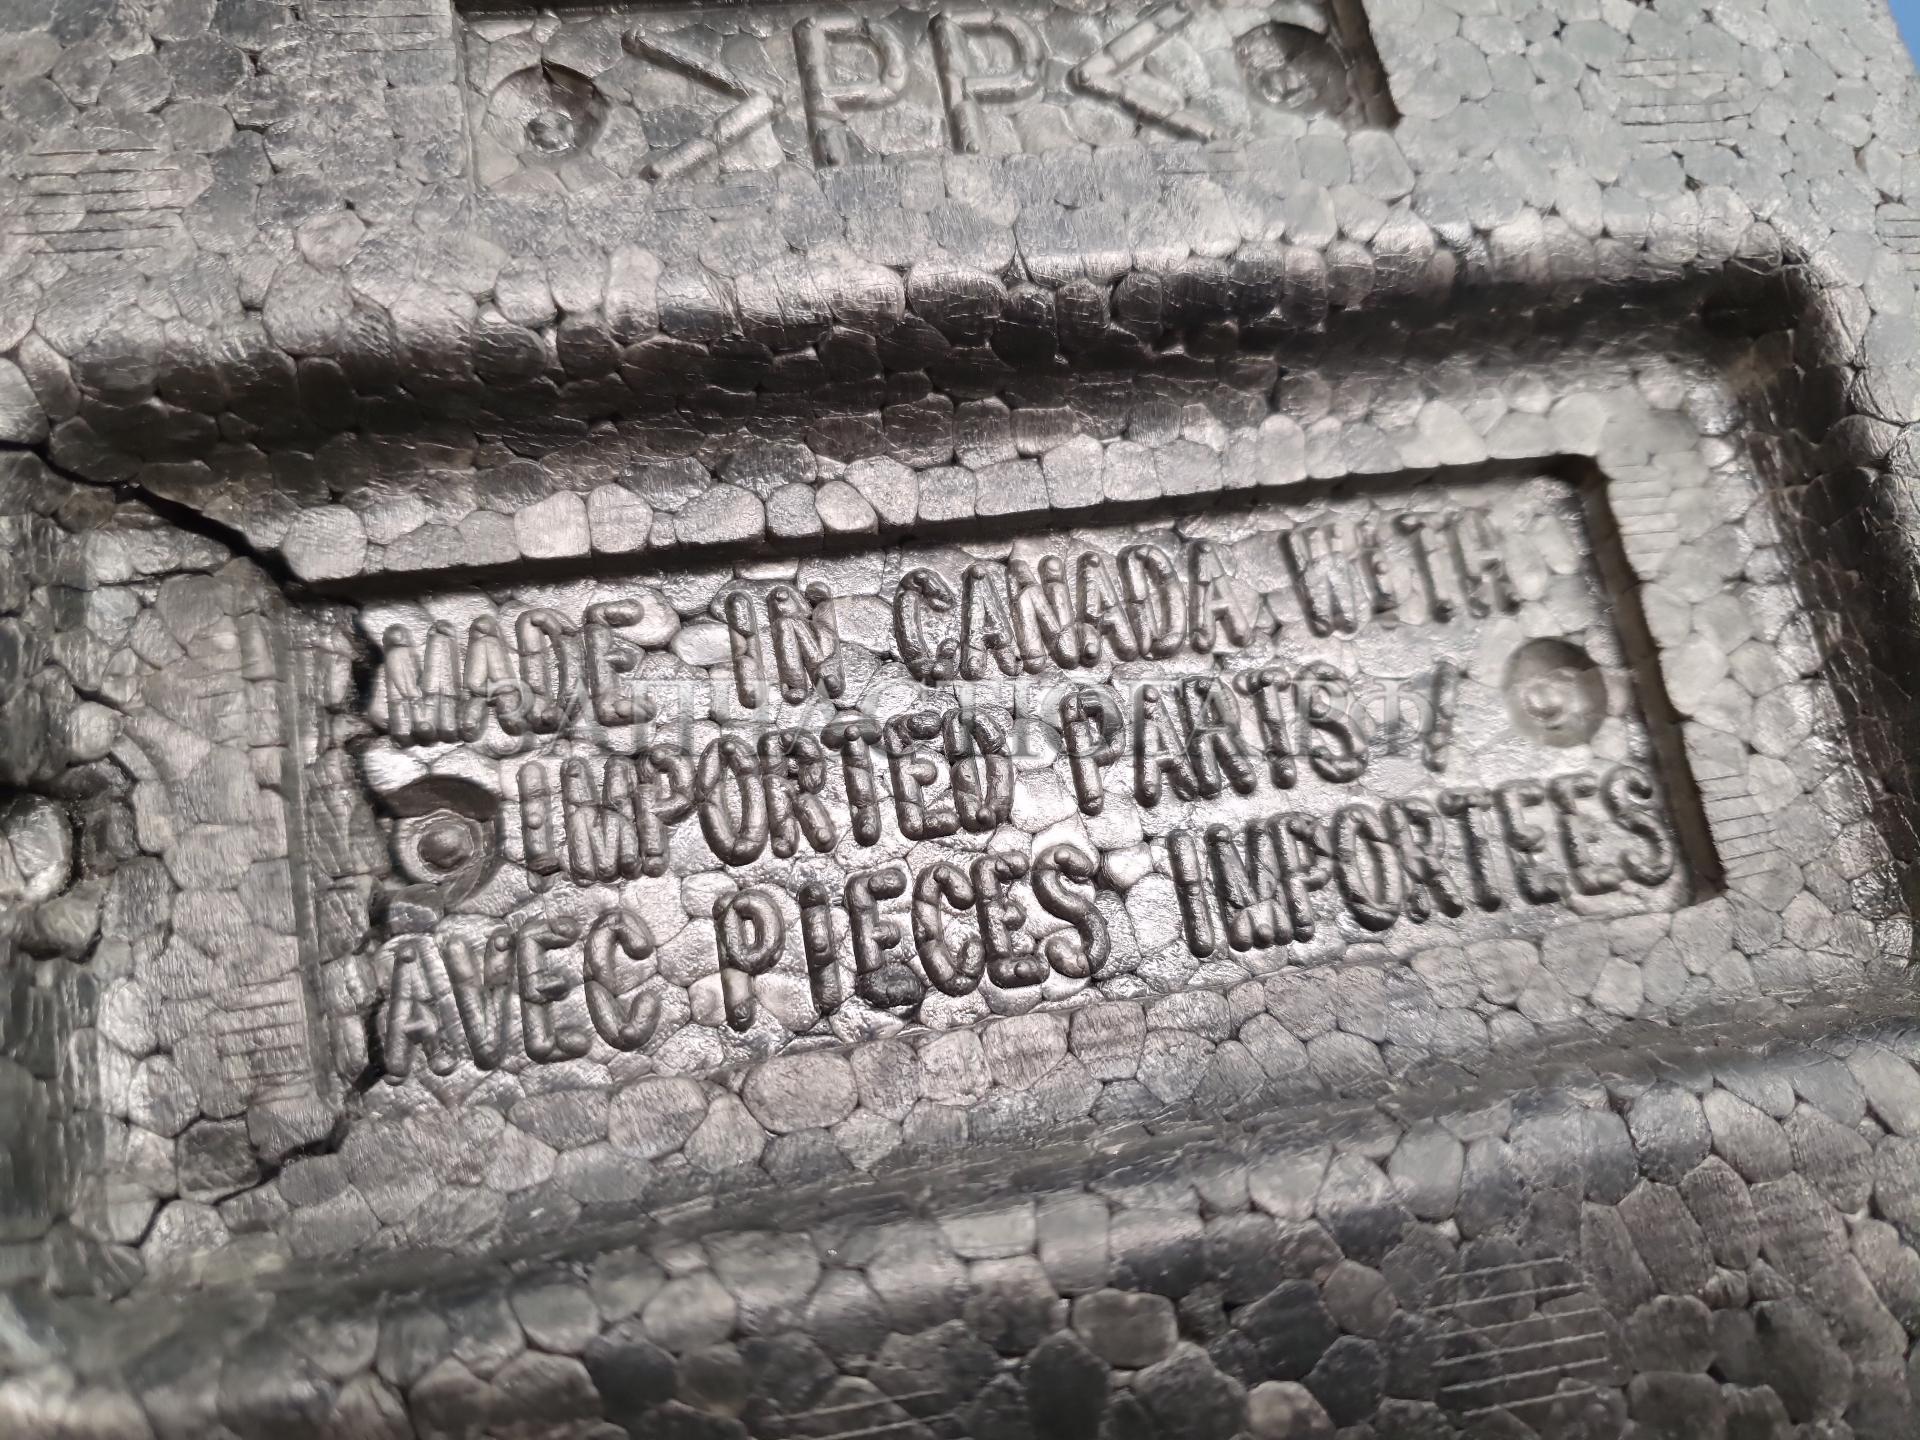 >PP<
MADE IN CANADA WITH
IMPORTED PARTS /
AVEC PIECES IMPORTEES